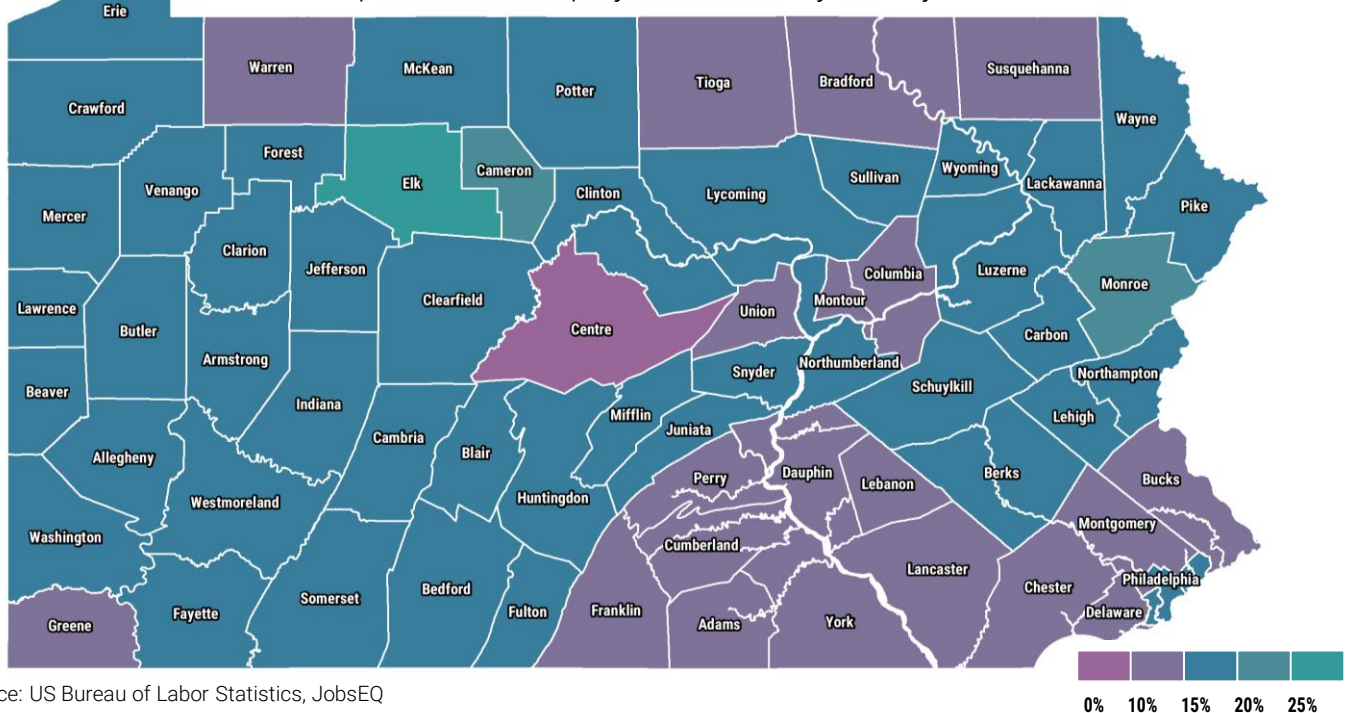 Erie
Warren
McKean
Potter
Tioga
Bradford
Susquehanna
Crawford
Wayne
Forest
Venango
Elk
Cameron
Clinton
Lycoming
Sullivan
Wyoming
Lackawanna
Mercer
Pike
Clarion
Jefferson
Clearfield
Columbia
Luzerne
Monroe
Lawrence
Butler
Centre
Union
Montour
Carbon
Armstrong
Snyder
Northumberland
Northampton
Beaver
Indiana
Mifflin
Schuylkill
Lehigh
Juniata
Cambria
Allegheny
Blair
Huntingdon
Perry
Dauphin
Lebanon
Berks
Bucks
Westmoreland
Washington
Cumberland
Montgomery
Lancaster
Philadelphia
Bedford
Chester
Somerset
Fayette
Fulton
Franklin
Delaware
Greene
Adams
York
ce: US Bureau of Labor Statistics, JobsEQ
0% 10% 15% 20% 25%